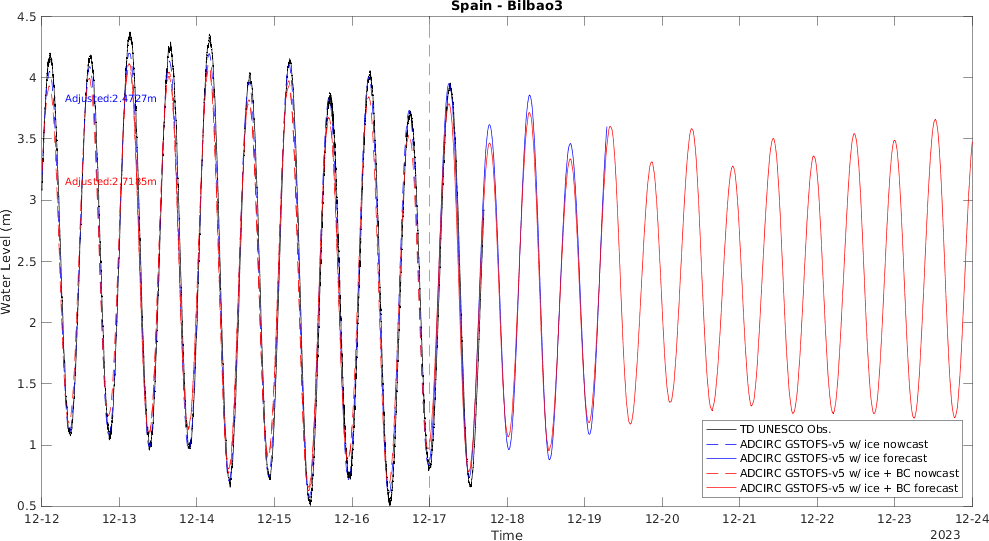 Spain - Bilbao3
4.5
4
3.5
3
2.5
2
1.5
1
0.5
Water Level (m)
Adjusted:2.4727m
Adjusted:2.7185m
TD UNESCO Obs.
ADCIRC GSTOFS-v5 w/ ice nowcast
ADCIRC GSTOFS-v5 w/ ice forecast
ADCIRC GSTOFS-v5 w/ ice + BC nowcast
ADCIRC GSTOFS-v5 w/ ice + BC forecast
12-12 12-13 12-14 12-15 12-16 12-17 12-18 12-19 12-20 12-21 12-22 12-23 12-24
Time
2023